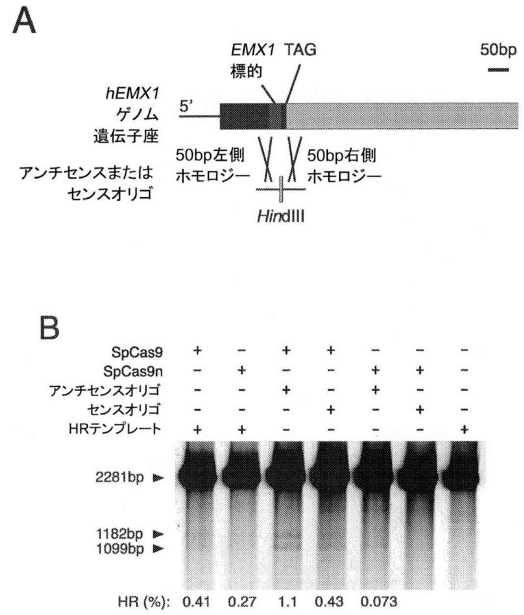 A
EMX1 TAG
標的
50bp
hEMX1
ゲノム
遺伝子座
5'
アンチセンスまたは
センスオリゴ
50bp左側
ホモロジー
50bp右側
ホモロジー
HindIII
B
SpCas9 + - + + - - -
SpCas9n - + - - + + -
アンチセンスオリゴ - - + - + - -
センスオリゴ - - - + - + -
HRテンプレート + + - - - - +
2281bp
1182bp
1099bp
HR (%): 0.41 0.27 1.1 0.43 0.073